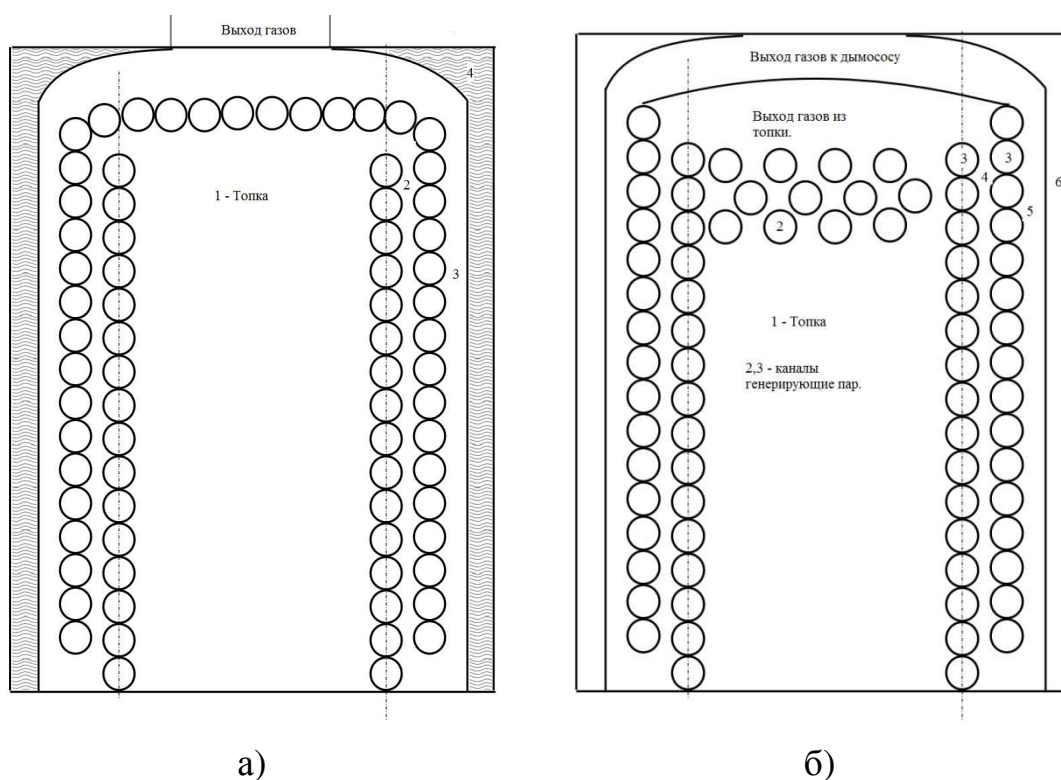 Выход газов
4
2
1 - Топка
3
а)
Выход газов к дымососу
Выход газов из
топки.
3
3
4
6
5
2
1 - Топка
2,3 - каналы
генерирующие пар.
б)